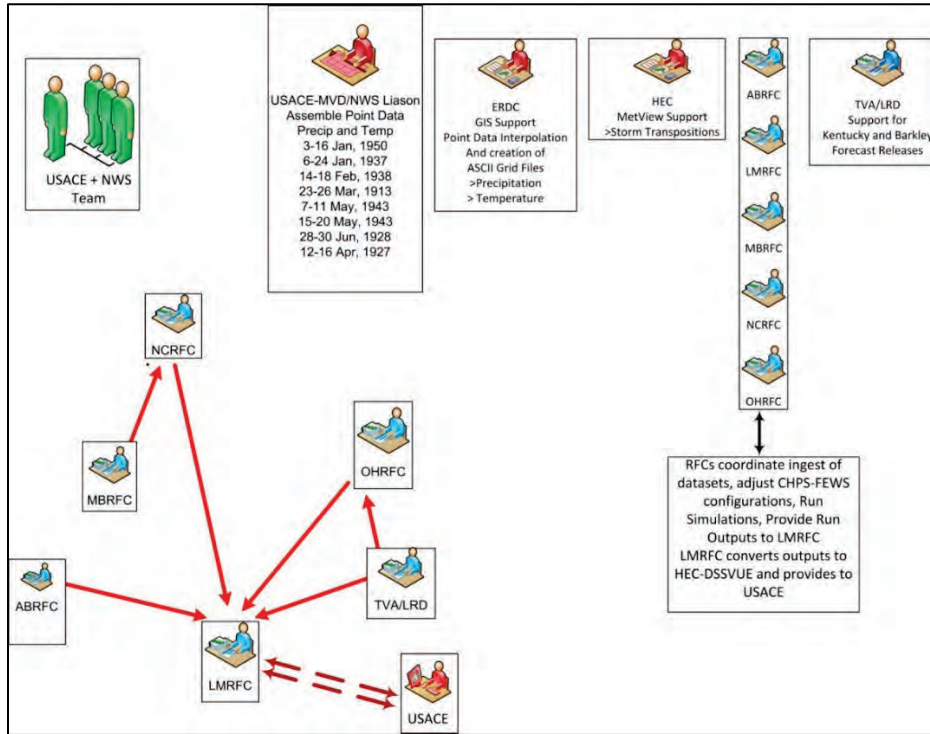 USACE + NWS
Team
USACE-MVD/NWS Liason
Assemble Point Data
Precip and Temp
3-16 Jan, 1950
6-24 Jan, 1937
14-18 Feb, 1938
23-26 Mar, 1913
7-11 May, 1943
15-20 May, 1943
28-30 Jun, 1928
12-16 Apr, 1927
ERDC
GIS Support
Point Data Interpolation
And creation of
ASCII Grid Files
>Precipitation
> Temperature
HEC
MetView Support
>Storm Transpositions
ABRFC
LMRFC
MBRFC
NCRFC
OHRFC
TVA/LRD
Support for
Kentucky and Barkley
Forecast Releases
RFCs coordinate ingest of
datasets, adjust CHPS-FEWS
configurations, Run
Simulations, Provide Run
Outputs to LMRFC
LMRFC converts outputs to
HEC-DSSVUE and provides to
USACE
NCRFC
MBRFC
OHRFC
ABRFC
TVA/LRD
LMRFC
USACE